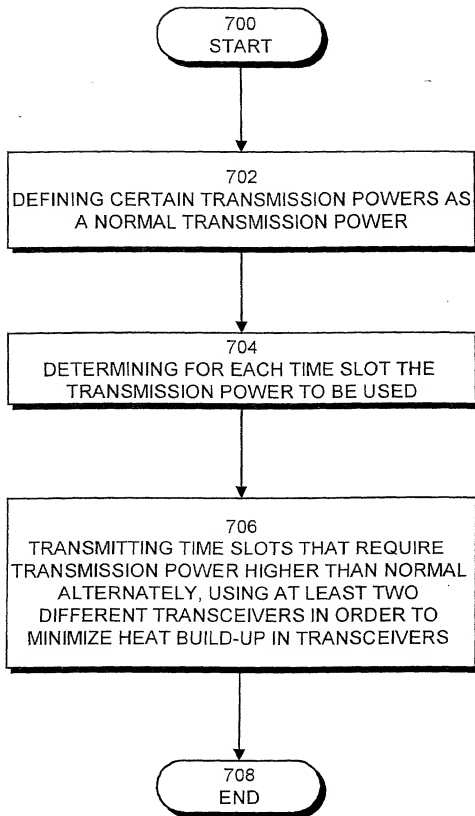 700
START
702
DEFINING CERTAIN TRANSMISSION POWERS AS
A NORMAL TRANSMISSION POWER
704
DETERMINING FOR EACH TIME SLOT THE
TRANSMISSION POWER TO BE USED
706
TRANSMITTING TIME SLOTS THAT REQUIRE
TRANSMISSION POWER HIGHER THAN NORMAL
ALTERNATELY, USING AT LEAST TWO
DIFFERENT TRANSCEIVERS IN ORDER TO
MINIMIZE HEAT BUILD-UP IN TRANSCEIVERS
708
END